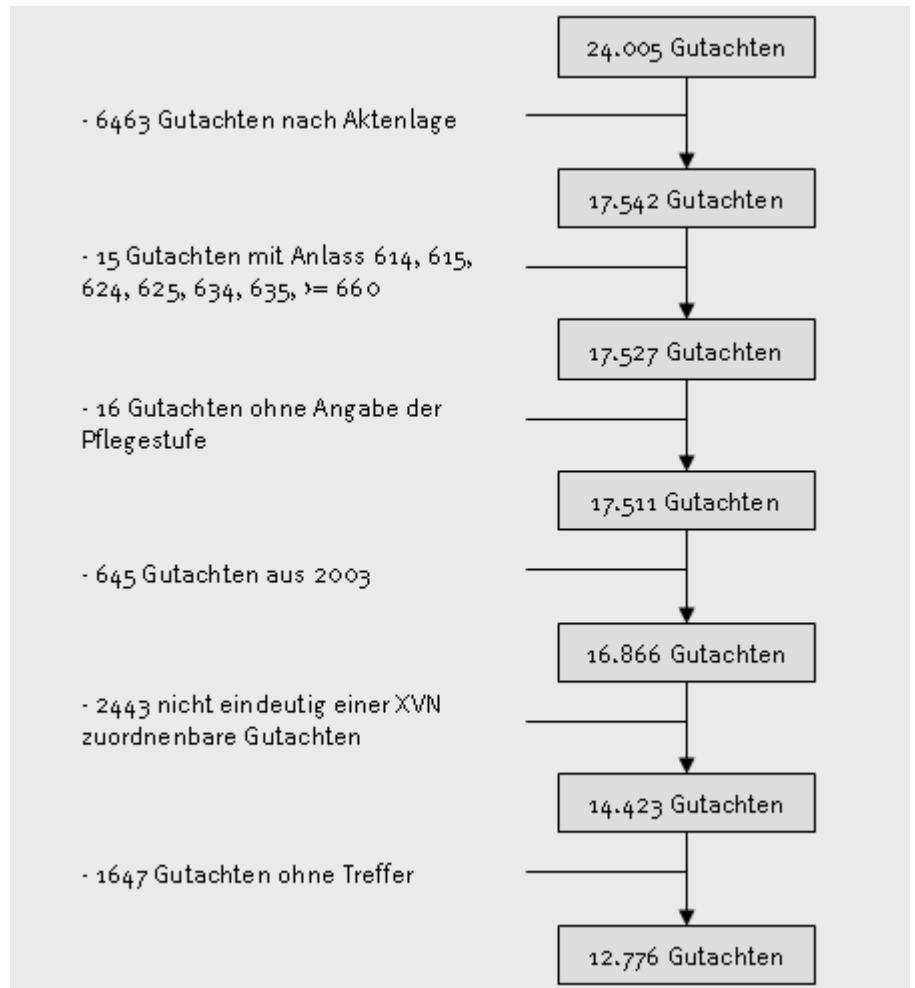 24.005 Gutachten
- 6463 Gutachten nach Aktenlage
17.542 Gutachten
- 15 Gutachten mit Anlass 614, 615,
624, 625, 634, 635, >= 660
17.527 Gutachten
- 16 Gutachten ohne Angabe der
Pflegestufe
17.511 Gutachten
- 645 Gutachten aus 2003
16.866 Gutachten
- 2443 nicht eindeutig einer XVN
zuordnenbare Gutachten
14.423 Gutachten
- 1647 Gutachten ohne Treffer
12.776 Gutachten